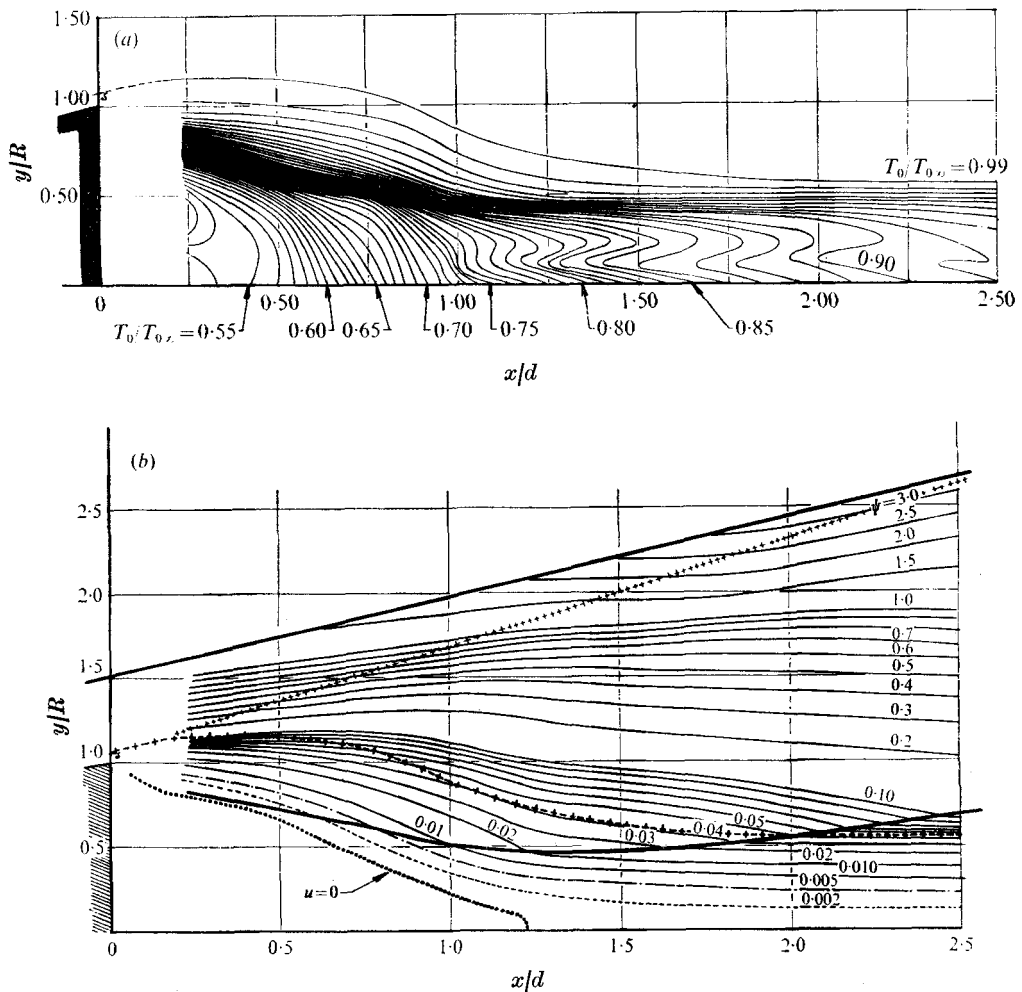 1·50
(a)
1·00
y/R
0·50
T₀/T₀∞ = 0·99
0·90
0 0·50 1·00 1·50 2·00 2·50
T₀/T₀∞ = 0·55 0·60 0·65 0·70 0·75 0·80 0·85
x/d
(b)
2·5
2·0
1·5
y/R
1·0
0·5
ψ = 3·0
2·5
2·0
1·5
1·0
0·7
0·6
0·5
0·4
0·3
0·2
0·10
0·05
0·04
0·03
0·02
0·01
0·02
0·010
0·005
0·002
u = 0
0 0·5 1·0 1·5 2·0 2·5
x/d